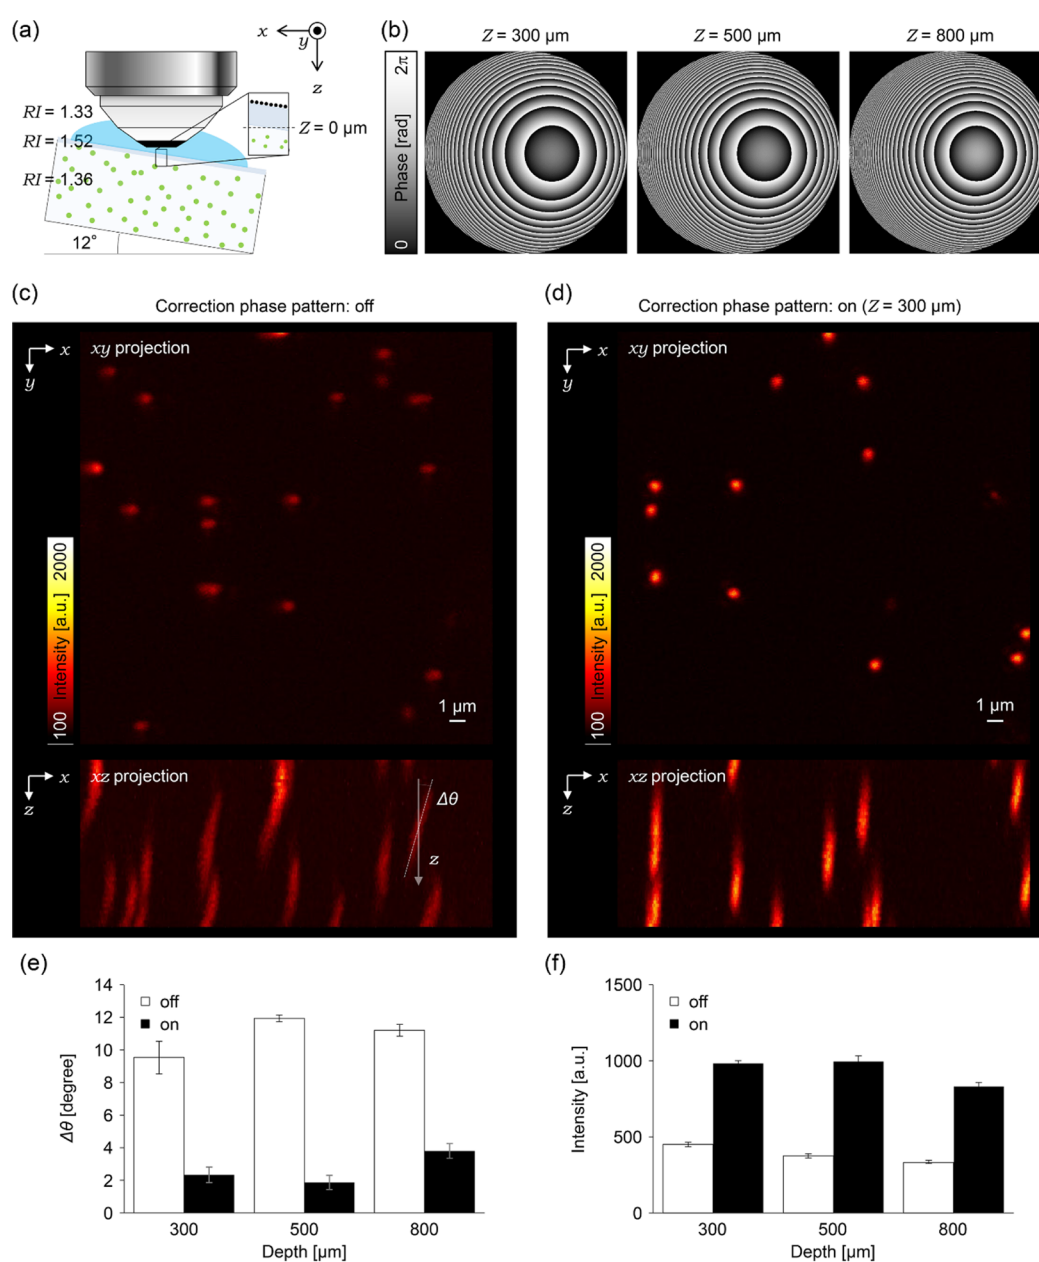 (a)
x
y
z
RI = 1.33
RI = 1.52
RI = 1.36
Z = 0 µm
12°
(b)
Z = 300 µm
Z = 500 µm
Z = 800 µm
0 Phase [rad] 2π
(c)
Correction phase pattern: off
x
y
xy projection
100 Intensity [a.u.] 2000
1 µm
x
z
xz projection
Δθ
z
(d)
Correction phase pattern: on (Z = 300 µm)
x
y
xy projection
100 Intensity [a.u.] 2000
1 µm
x
z
xz projection
(e)
14
12
10
8
6
4
2
0
Δθ [degree]
off
on
300 500 800
Depth [µm]
(f)
1500
1000
500
0
Intensity [a.u.]
off
on
300 500 800
Depth [µm]